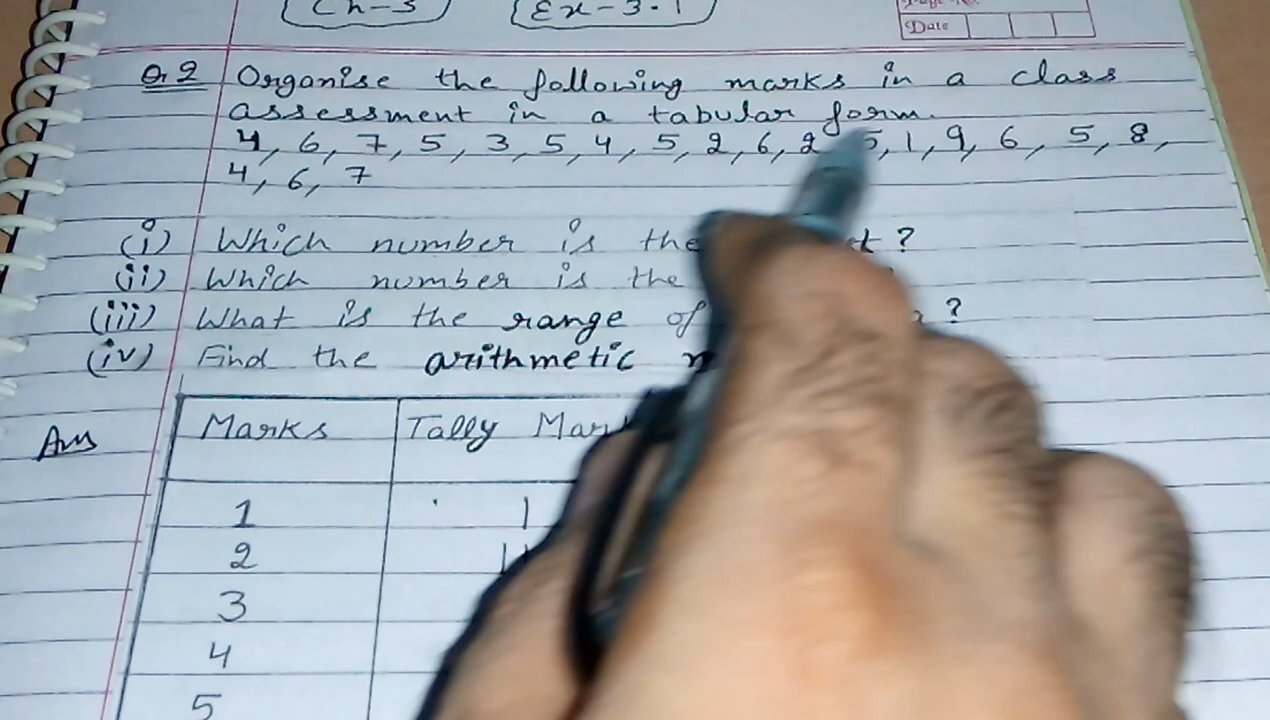 Ch-3 Ex-3.1
Date
Q.2 Organise the following marks in a class
assessment in a tabular form.
4, 6, 7, 5, 3, 5, 4, 5, 2, 6, 2 5, 1, 9, 6, 5, 8,
4, 6, 7
(i) Which number is the ?
(ii) Which number is the
(iii) What is the range of ?
(iv) Find the arithmetic
Ans Marks Tally
1 |
2
3
4
5